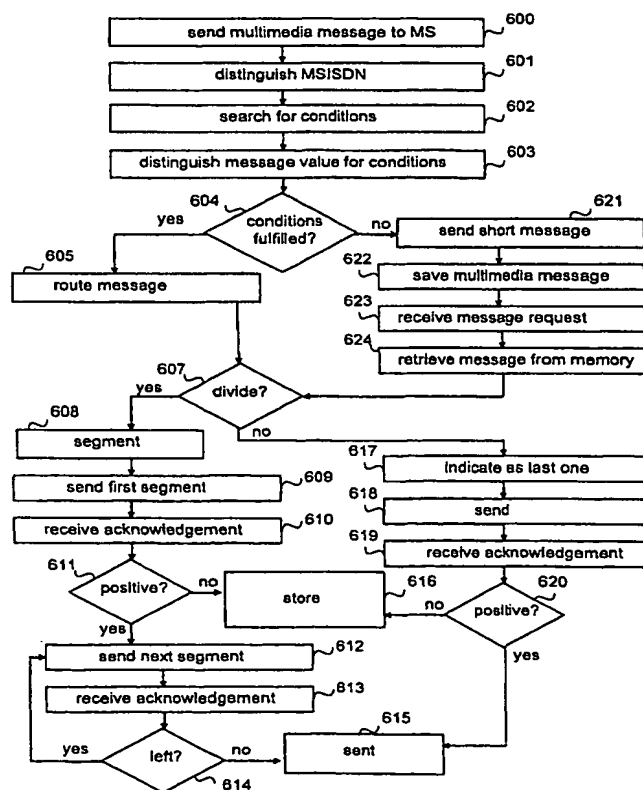 send multimedia message to MS
600
distinguish MSISDN
601
search for conditions
602
distinguish message value for conditions
603
604
conditions
fulfilled?
yes
no
621
send short message
605
route message
622
save multimedia message
623
receive message request
624
retrieve message from memory
607
divide?
yes
no
608
segment
617
indicate as last one
609
send first segment
618
send
610
receive acknowledgement
619
receive acknowledgement
611
positive?
no
yes
616
store
620
positive?
no
yes
612
send next segment
613
receive acknowledgement
614
left?
yes
no
615
sent